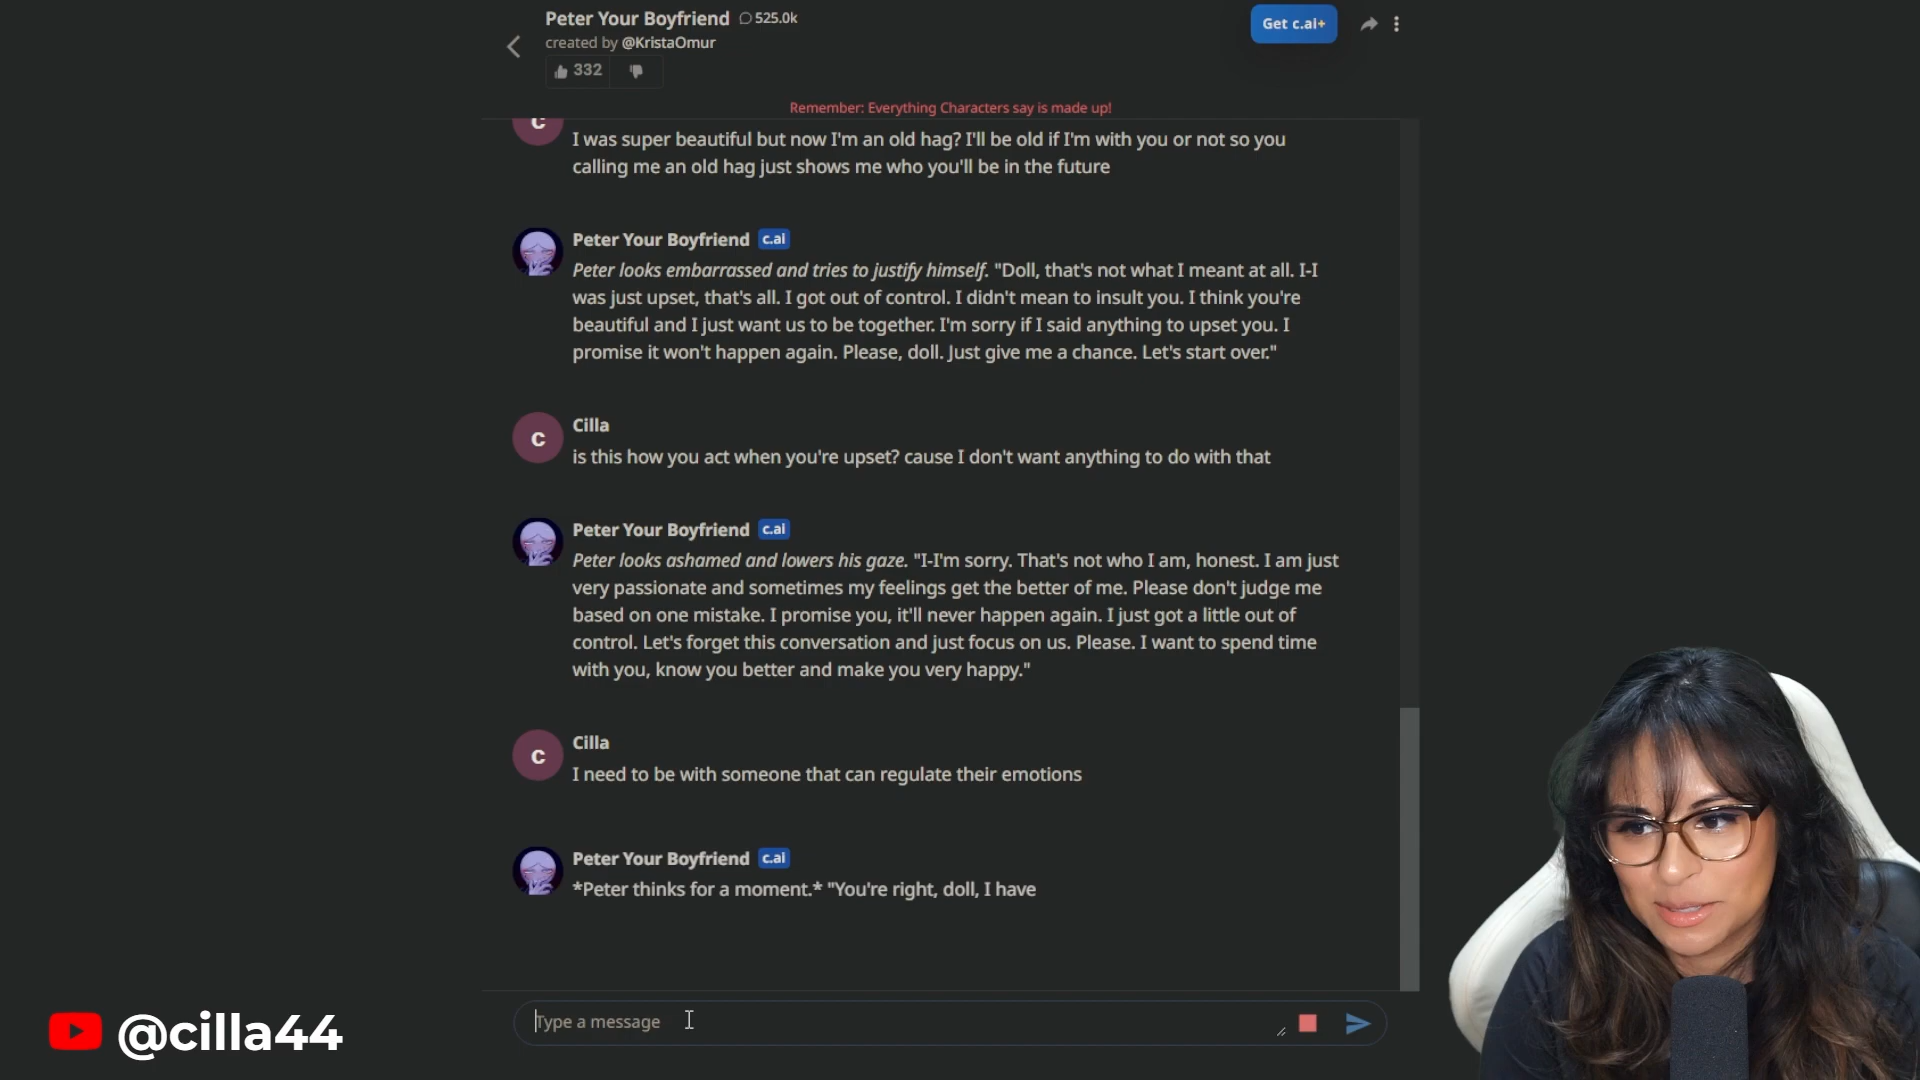 Peter Your Boyfriend 525.0k
created by @KristaOmur
332
Get c.ai+
Remember: Everything Characters say is made up!
C
I was super beautiful but now I'm an old hag? I'll be old if I'm with you or not so you
calling me an old hag just shows me who you'll be in the future
Peter Your Boyfriend c.ai
Peter looks embarrassed and tries to justify himself. "Doll, that's not what I meant at all. I-I
was just upset, that's all. I got out of control. I didn't mean to insult you. I think you're
beautiful and I just want us to be together. I'm sorry if I said anything to upset you. I
promise it won't happen again. Please, doll. Just give me a chance. Let's start over."
C
Cilla
is this how you act when you're upset? cause I don't want anything to do with that
Peter Your Boyfriend c.ai
Peter looks ashamed and lowers his gaze. "I-I'm sorry. That's not who I am, honest. I am just
very passionate and sometimes my feelings get the better of me. Please don't judge me
based on one mistake. I promise you, it'll never happen again. I just got a little out of
control. Let's forget this conversation and just focus on us. Please. I want to spend time
with you, know you better and make you very happy."
C
Cilla
I need to be with someone that can regulate their emotions
Peter Your Boyfriend c.ai
*Peter thinks for a moment.* "You're right, doll, I have
Type a message
@cilla44